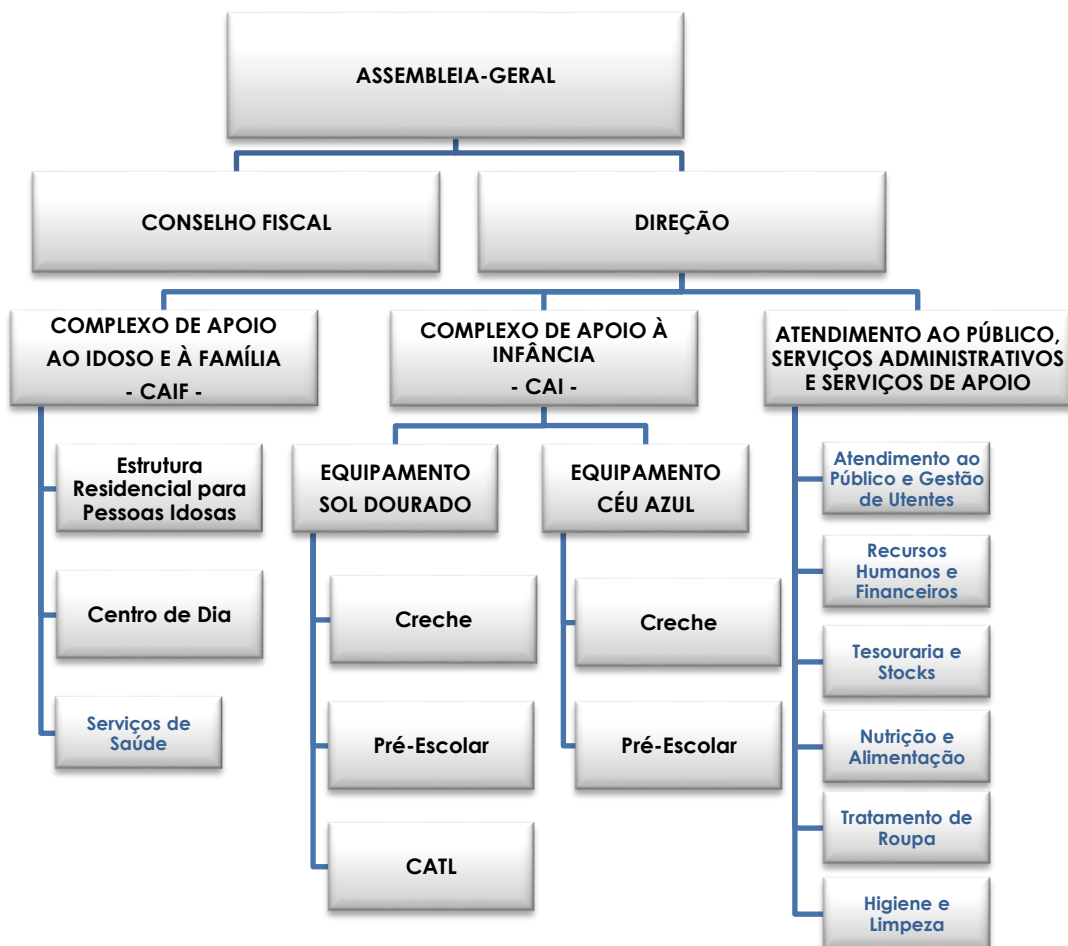 ASSEMBLEIA-GERAL
CONSELHO FISCAL
DIREÇÃO
COMPLEXO DE APOIO
AO IDOSO E À FAMÍLIA
- CAIF -
COMPLEXO DE APOIO À
INFÂNCIA
- CAI -
ATENDIMENTO AO PÚBLICO,
SERVIÇOS ADMINISTRATIVOS
E SERVIÇOS DE APOIO
Estrutura
Residencial para
Pessoas Idosas
Centro de Dia
Serviços de
Saúde
EQUIPAMENTO
SOL DOURADO
Creche
Pré-Escolar
CATL
EQUIPAMENTO
CÉU AZUL
Creche
Pré-Escolar
Atendimento ao
Público e Gestão
de Utentes
Recursos
Humanos e
Financeiros
Tesouraria e
Stocks
Nutrição e
Alimentação
Tratamento de
Roupa
Higiene e
Limpeza